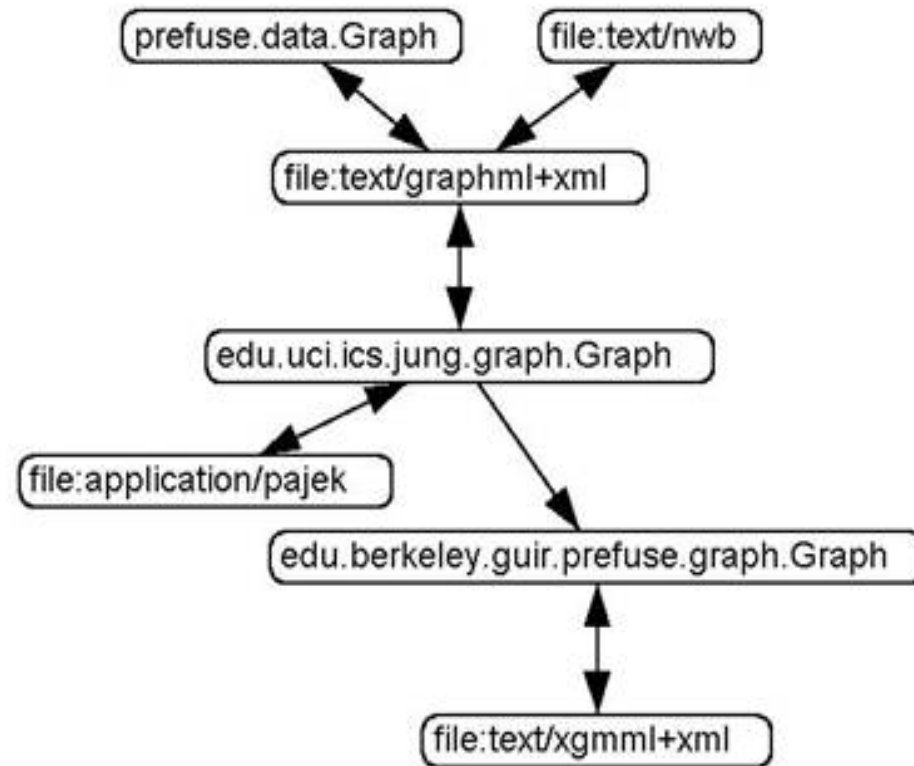 prefuse.data.Graph
file:text/nwb
file:text/graphml+xml
edu.uci.ics.jung.graph.Graph
file:application/pajek
edu.berkeley.guir.prefuse.graph.Graph
file:text/xgmml+xml